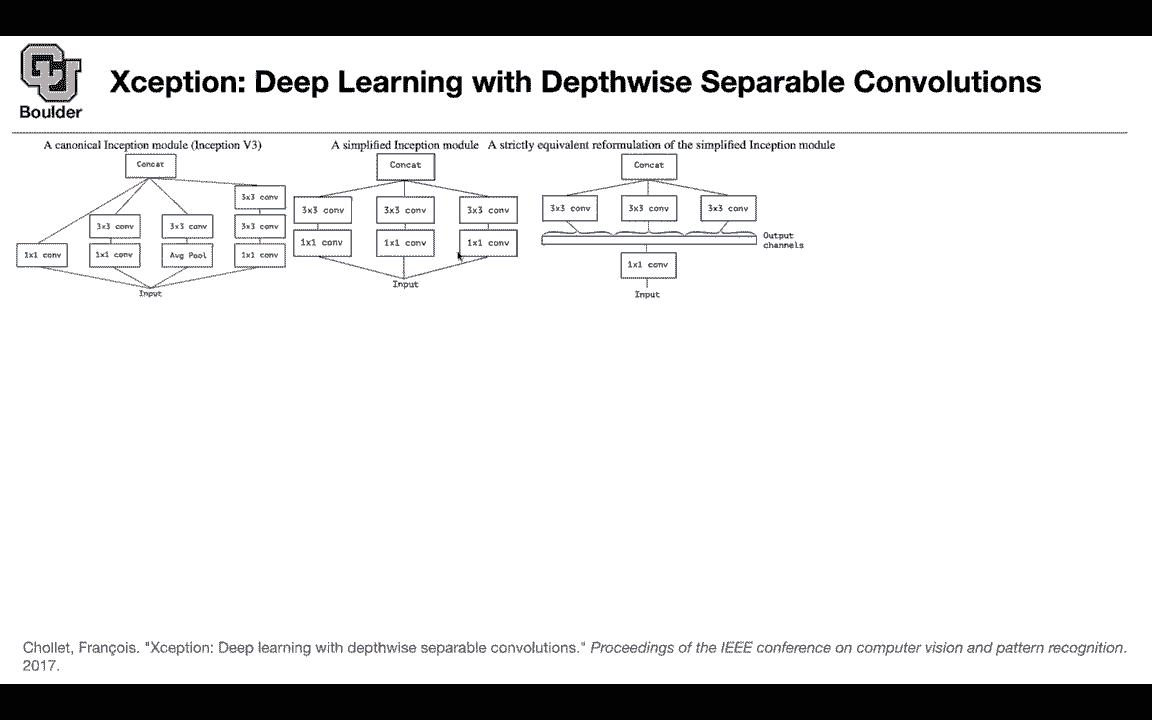 Boulder
Xception: Deep Learning with Depthwise Separable Convolutions
A canonical Inception module (Inception V3)
Concat
3x3 conv
3x3 conv
3x3 conv
3x3 conv
1x1 conv
1x1 conv
Avg Pool
1x1 conv
Input
A simplified Inception module
Concat
3x3 conv
3x3 conv
3x3 conv
1x1 conv
1x1 conv
1x1 conv
Input
A strictly equivalent reformulation of the simplified Inception module
Concat
3x3 conv
3x3 conv
3x3 conv
Output
channels
1x1 conv
Input
Chollet, François. "Xception: Deep learning with depthwise separable convolutions." Proceedings of the IEEE conference on computer vision and pattern recognition.
2017.